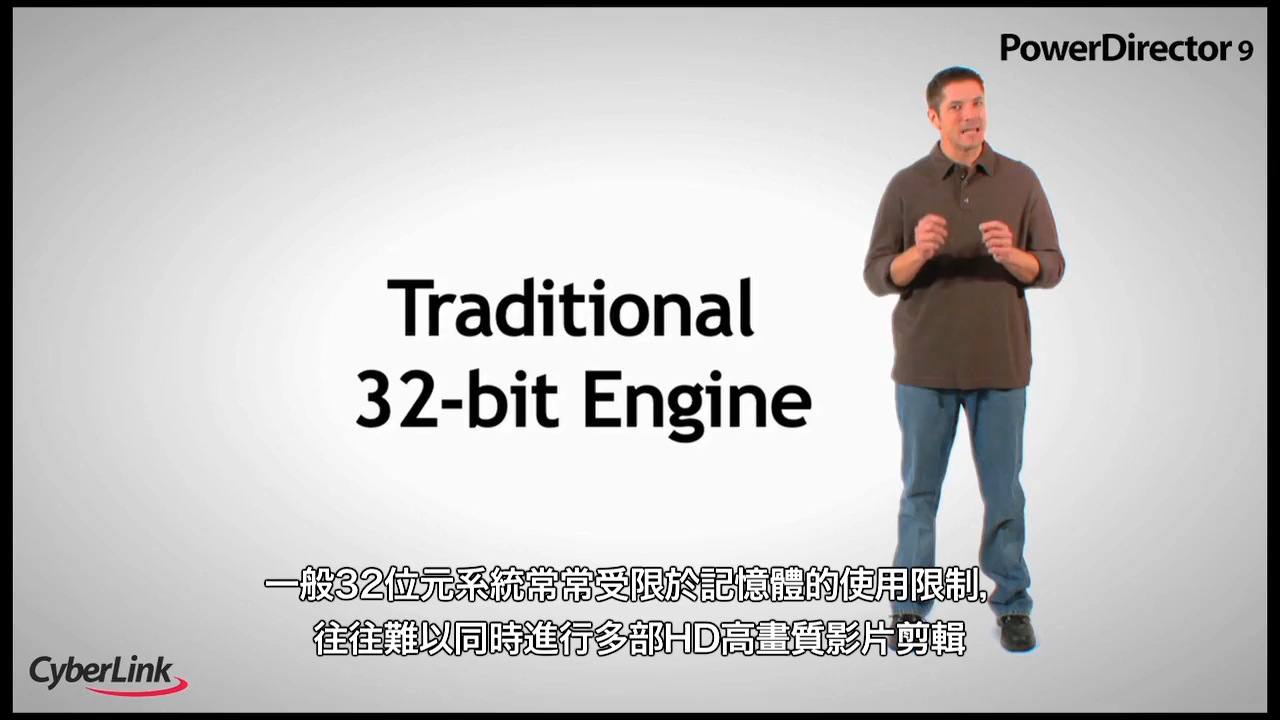 PowerDirector 9
Traditional
32-bit Engine
一般32位元系統常常受限於記憶體的使用限制,
往往難以同時進行多部HD高畫質影片剪輯
CyberLink